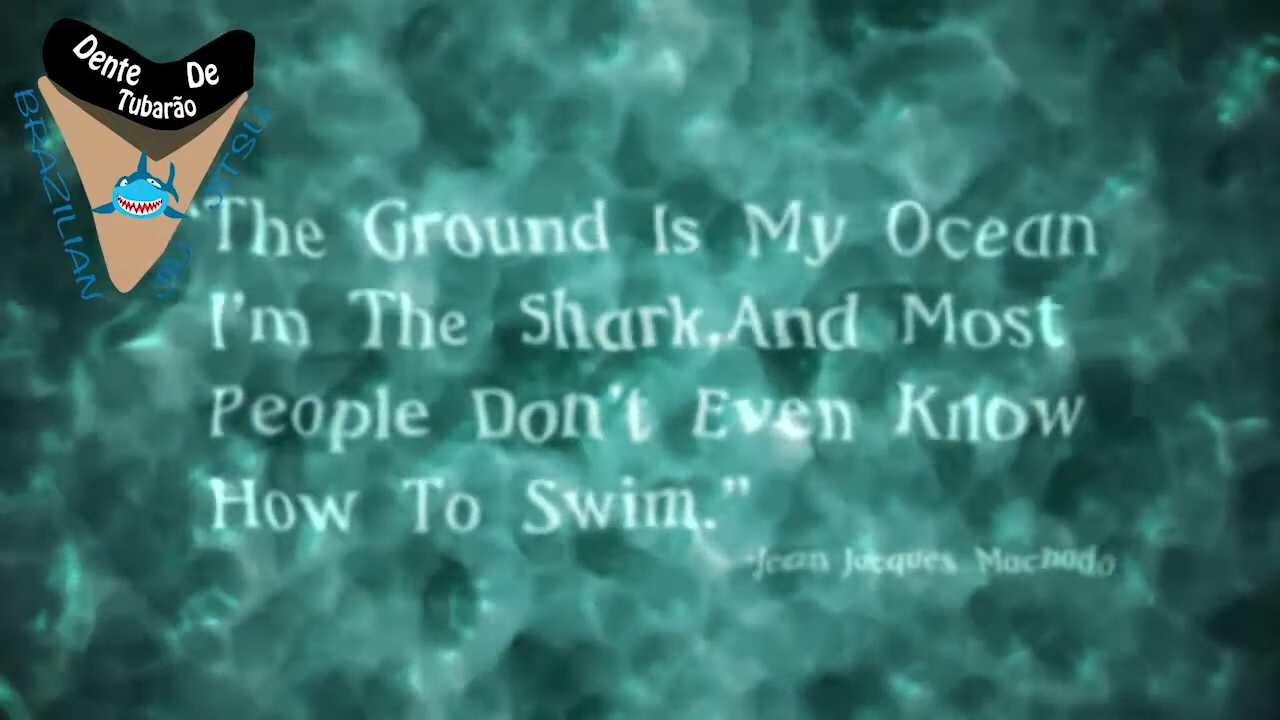 Dente De
Tubarão
BRAZILIAN
JIU JITSU
"The Ground Is My Ocean
I'm The Shark,And Most
People Don't Even Know
How To Swim."
-Jean Jacques Machado